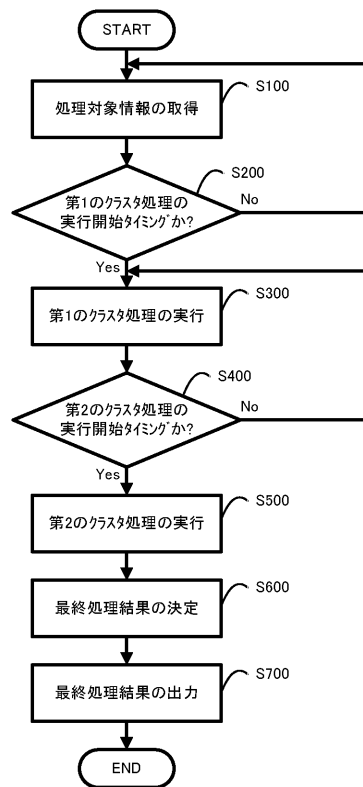 START
処理対象情報の取得
S100
第1のクラスタ処理の
実行開始タイミングか?
S200
No
Yes
第1のクラスタ処理の実行
S300
第2のクラスタ処理の
実行開始タイミングか?
S400
No
Yes
第2のクラスタ処理の実行
S500
最終処理結果の決定
S600
最終処理結果の出力
S700
END